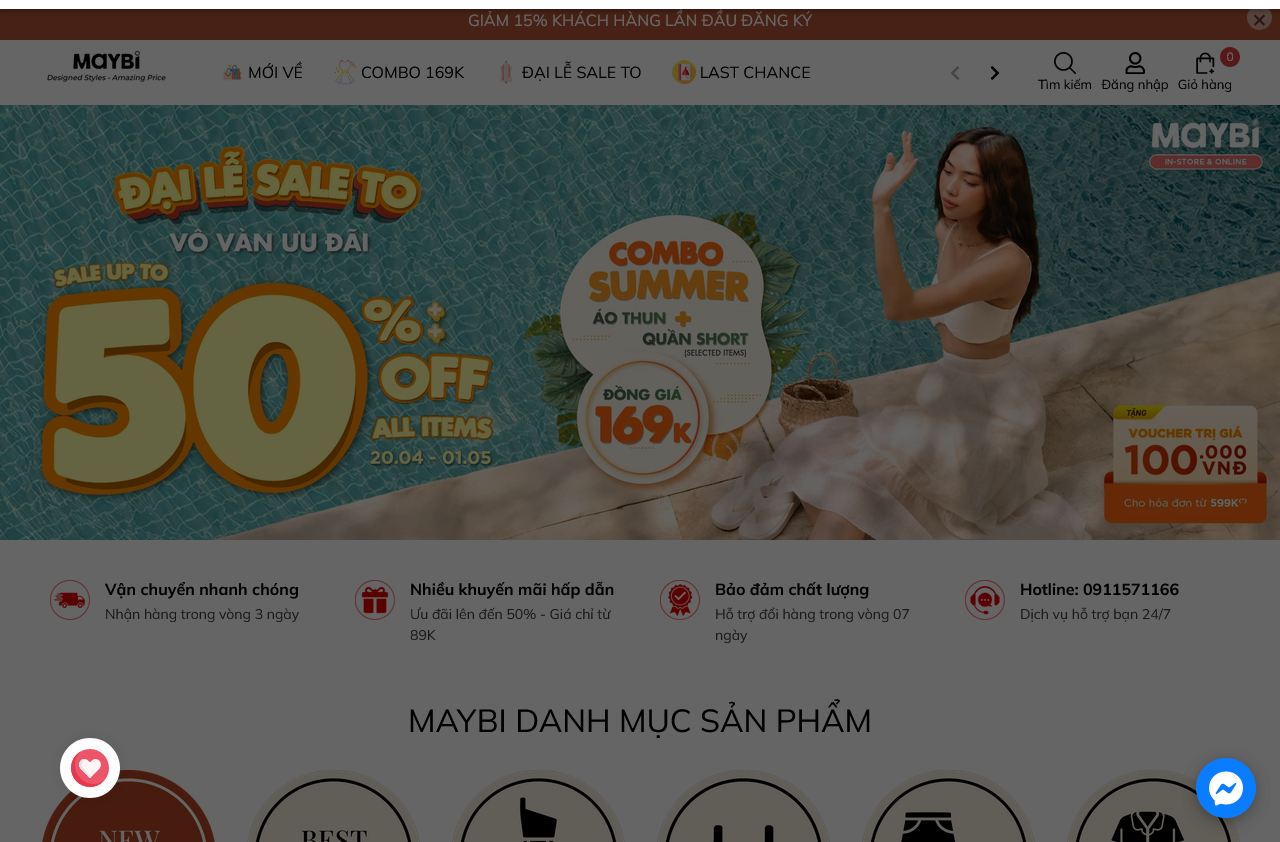 GIẢM 15% KHÁCH HÀNG LẦN ĐẦU ĐĂNG KÝ
MAYBI
Designed Styles - Amazing Price
MỚI VỀ
COMBO 169K
ĐẠI LỄ SALE TO
LAST CHANCE
Tìm kiếm
Đăng nhập
0
Giỏ hàng
MAYBI
IN-STORE & ONLINE
ĐẠI LỄ SALE TO
VÔ VÀN ƯU ĐÃI
SALE UP TO
50%++
OFF
ALL ITEMS
20.04 - 01.05
COMBO
SUMMER
ÁO THUN +
QUẦN SHORT
(SELECTED ITEMS)
ĐỒNG GIÁ
169K
TẶNG
VOUCHER TRỊ GIÁ
100.000
VNĐ
Cho hóa đơn từ 599K(*)
Vận chuyển nhanh chóng
Nhận hàng trong vòng 3 ngày
Nhiều khuyến mãi hấp dẫn
Ưu đãi lên đến 50% - Giá chỉ từ
89K
Bảo đảm chất lượng
Hỗ trợ đổi hàng trong vòng 07
ngày
Hotline: 0911571166
Dịch vụ hỗ trợ bạn 24/7
MAYBI DANH MỤC SẢN PHẨM
NEW
BEST